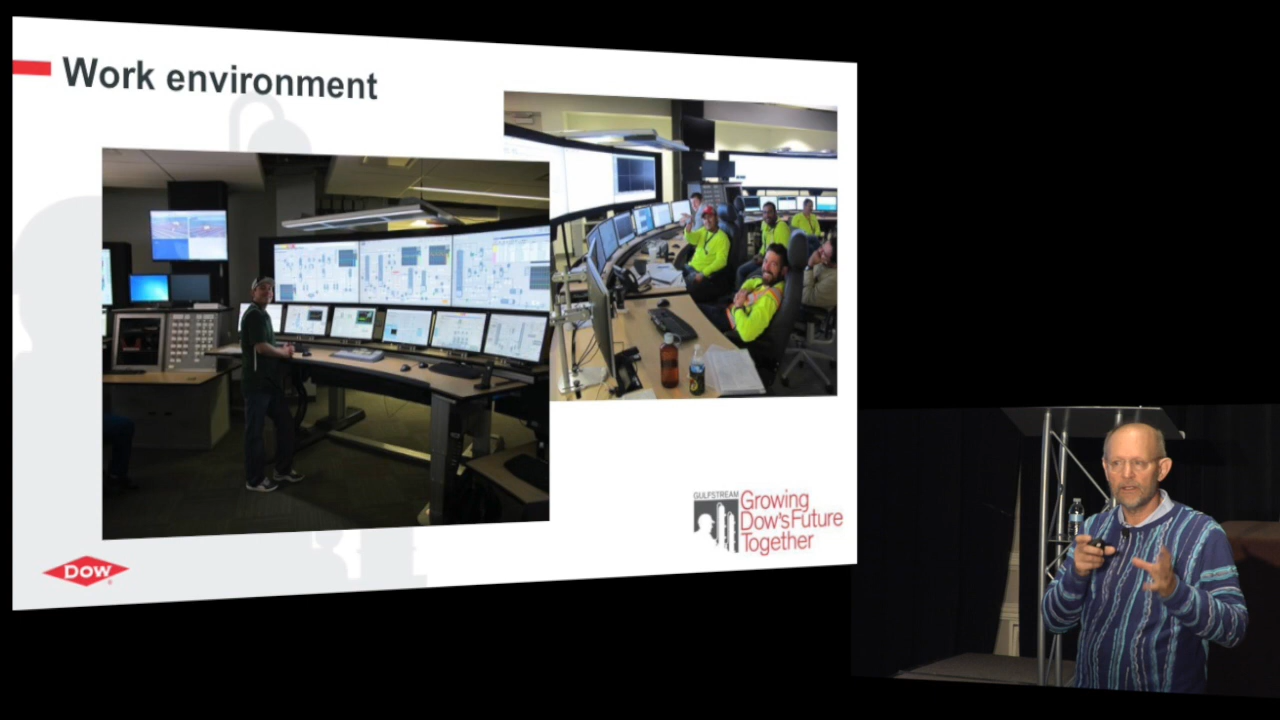 Work environment
GULFSTREAM
Growing
Dow's Future
Together
DOW